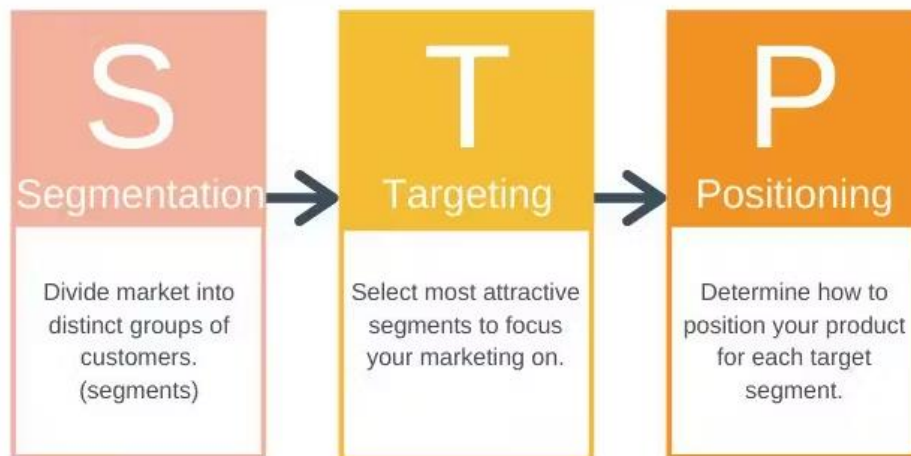 S
Segmentation
Divide market into
distinct groups of
customers.
(segments)
T
Targeting
Select most attractive
segments to focus
your marketing on.
P
Positioning
Determine how to
position your product
for each target
segment.